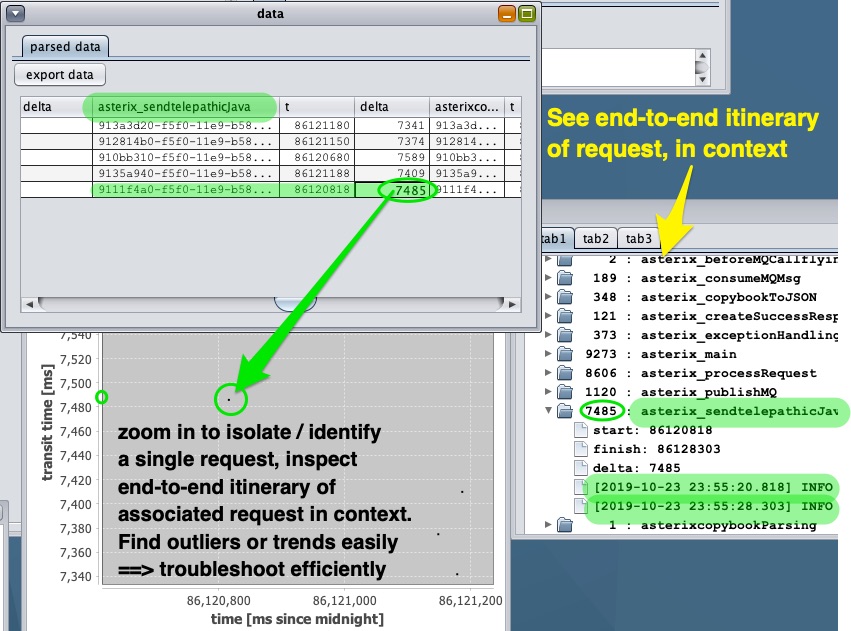 data
parsed data
export data
delta asterix_sendtelepathicJava t delta asterixco... t
913a3d20-f5f0-11e9-b58... 86121180 7341 913a3d...
912814b0-f5f0-11e9-b58... 86121150 7374 912814...
910bb310-f5f0-11e9-b58... 86120680 7589 910bb3...
9135a940-f5f0-11e9-b58... 86121188 7409 9135a9...
9111f4a0-f5f0-11e9-b58... 86120818 7485 9111f4...
See end-to-end itinerary
of request, in context
tab1 tab2 tab3
2 : asterix_beforeMQCallflyin
189 : asterix_consumeMQMsg
348 : asterix_copybookToJSON
121 : asterix_createSuccessResp
373 : asterix_exceptionHandling
9273 : asterix_main
8606 : asterix_processRequest
1120 : asterix_publishMQ
7485 : asterix_sendtelepathicJav
start: 86120818
finish: 86128303
delta: 7485
[2019-10-23 23:55:20.818] INFO
[2019-10-23 23:55:28.303] INFO
1 : asterixcopybookParsing
transit time [ms]
7,540
7,520
7,500
7,480
7,460
7,440
7,420
7,400
7,380
7,360
7,340
zoom in to isolate / identify
a single request, inspect
end-to-end itinerary of
associated request in context.
Find outliers or trends easily
==> troubleshoot efficiently
86,120,800 86,121,000 86,121,200
time [ms since midnight]